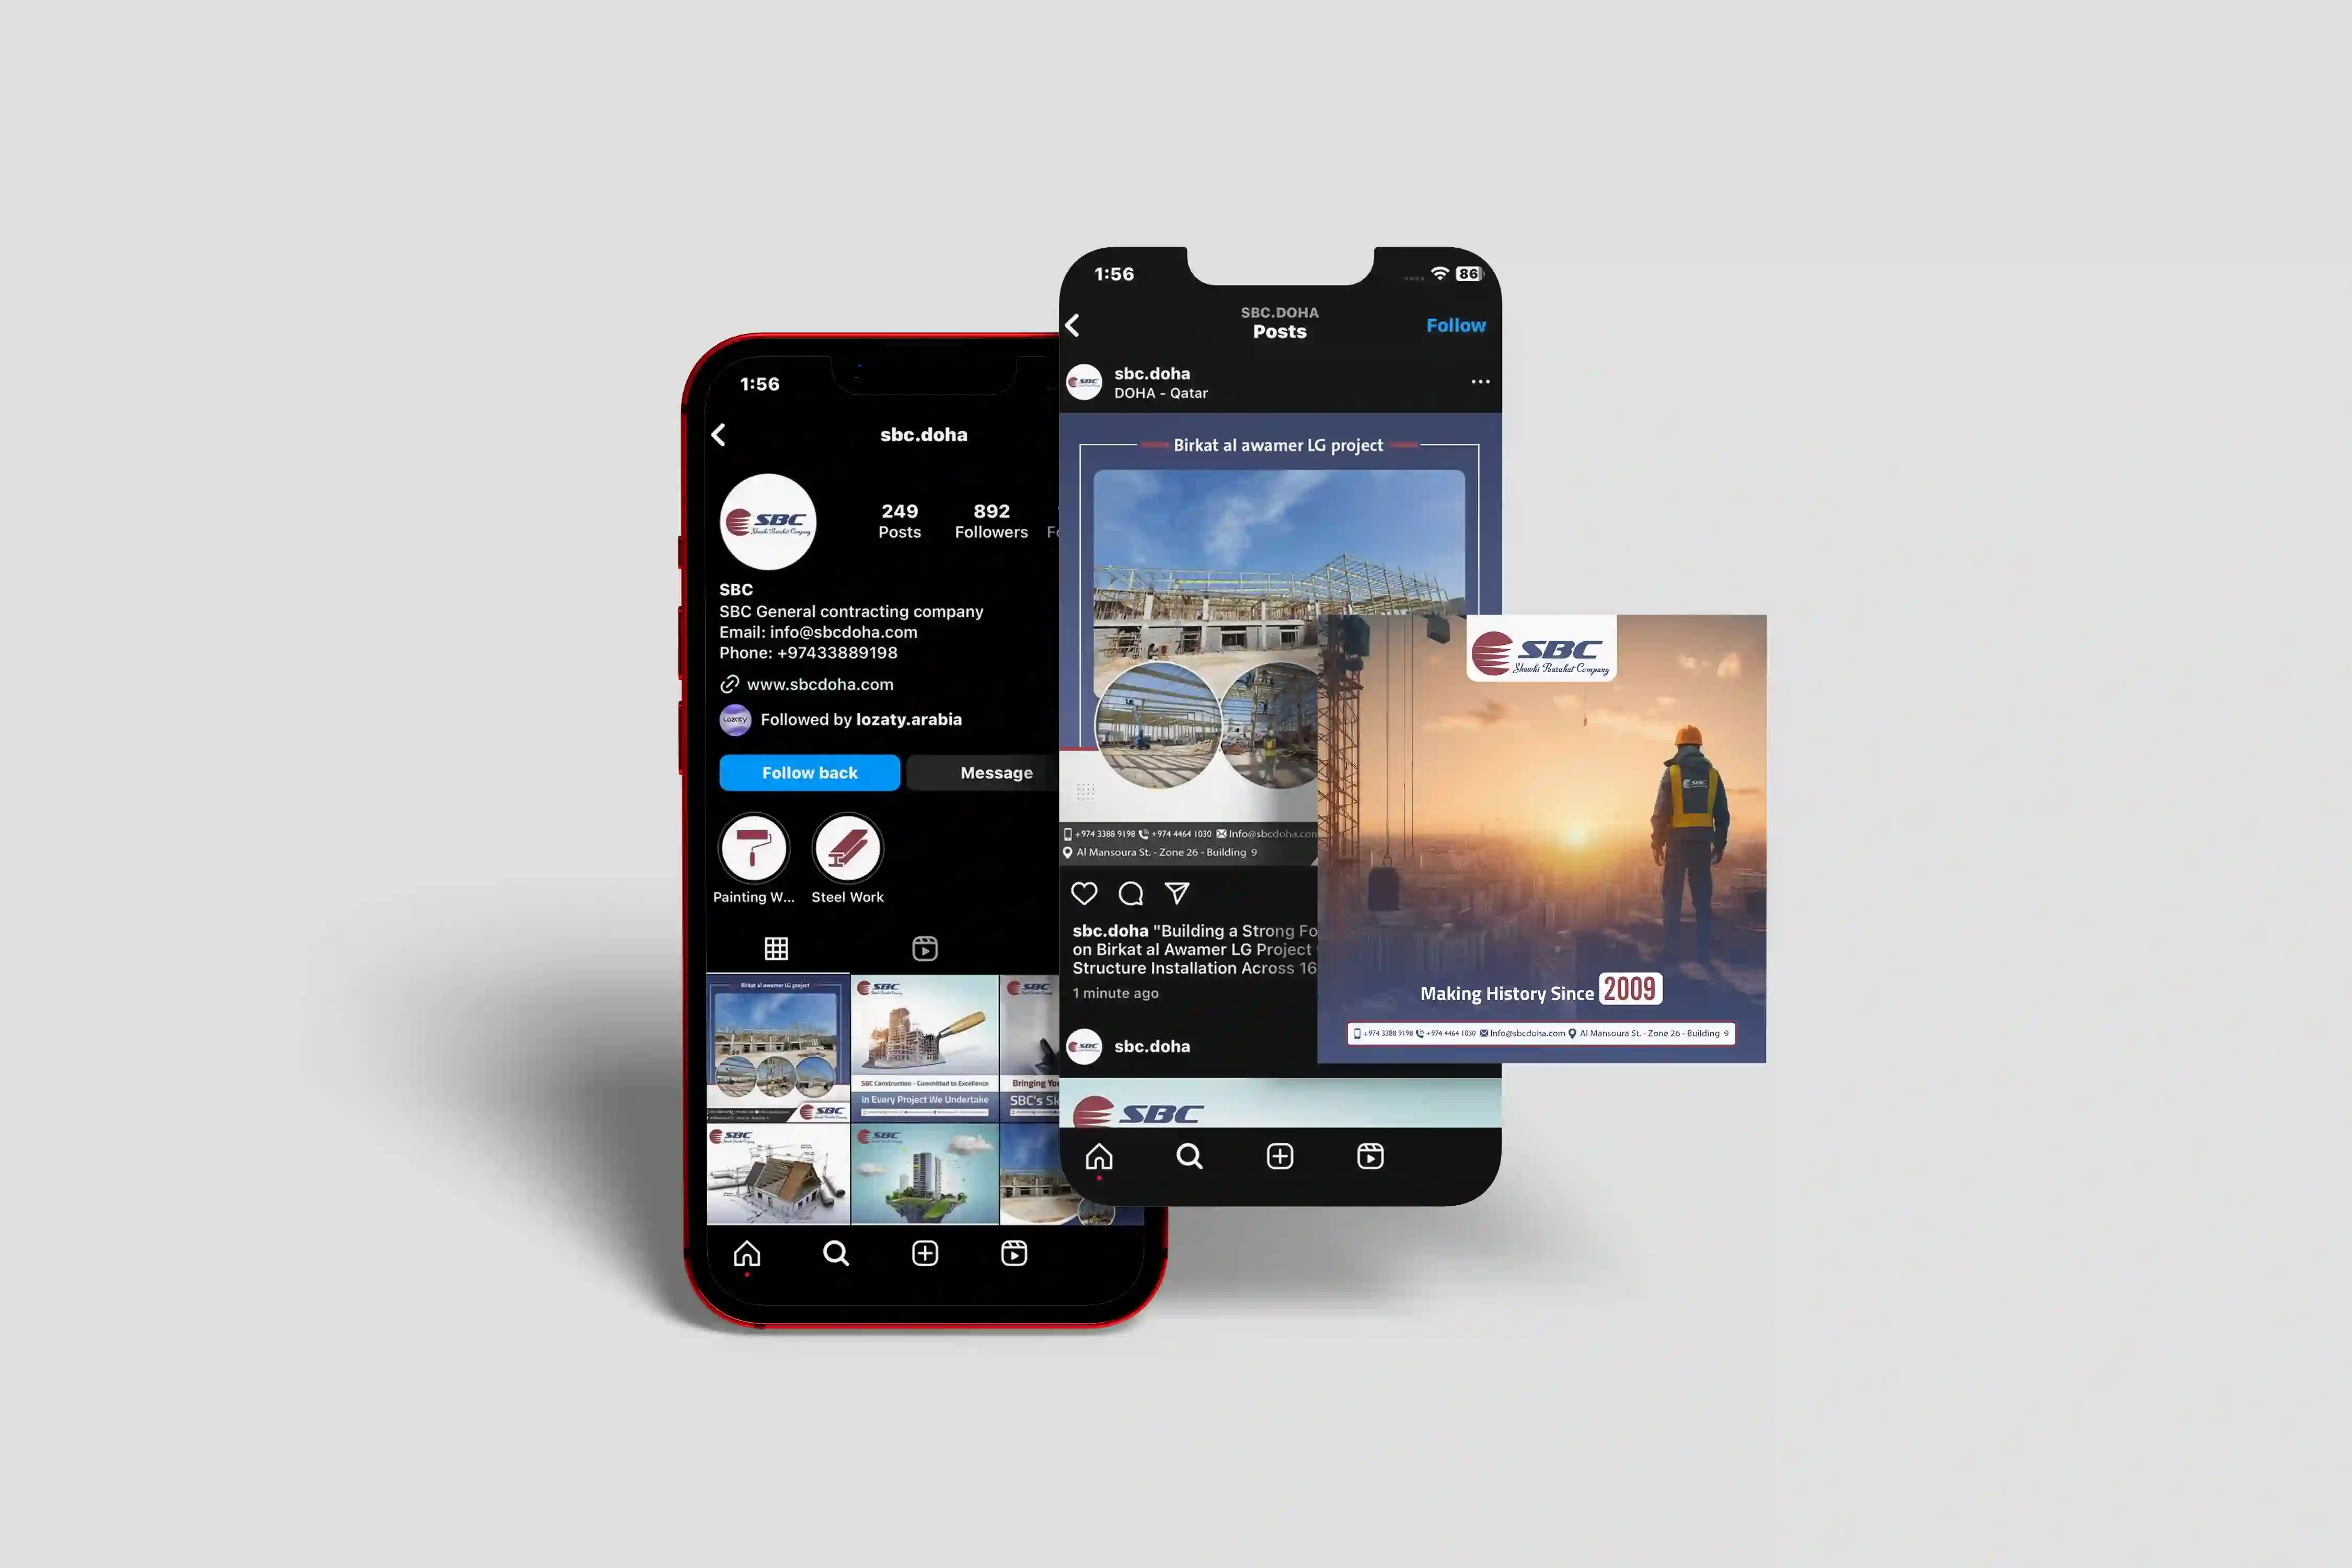 1:56
sbc.doha
SBC
Shawki Barakat Company
249
Posts
892
Followers
SBC
SBC General contracting company
Email: info@sbcdoha.com
Phone: +97433889198
www.sbcdoha.com
Lozaty
Followed by lozaty.arabia
Follow back
Message
Painting W...
Steel Work
Birkat al awamer LG project
SBC
SBC
SBC Construction - Committed to Excellence
in Every Project We Undertake
SBC
Bringing You
SBC's Sk
SBC
SBC
1:56
86
SBC.DOHA
Posts
Follow
SBC
sbc.doha
DOHA - Qatar
Birkat al awamer LG project
+974 3388 9198 +974 4464 1030 Info@sbcdoha.com
Al Mansoura St. - Zone 26 - Building 9
sbc.doha "Building a Strong Fo
on Birkat al Awamer LG Project
Structure Installation Across 16
1 minute ago
SBC
sbc.doha
SBC
SBC
Shawki Barakat Company
SBC
Making History Since 2009
+974 3388 9198 +974 4464 1030 Info@sbcdoha.com Al Mansoura St. - Zone 26 - Building 9